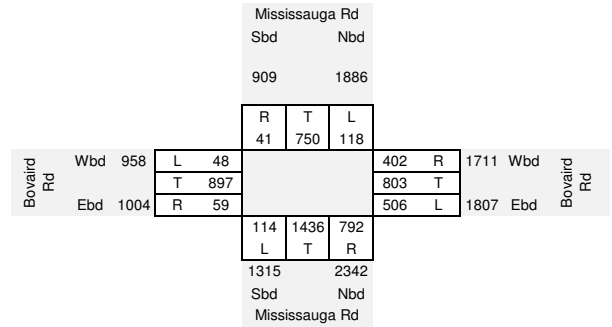 Mississauga Rd
Sbd Nbd
909 1886
R T L
41 750 118
Bovaird Rd
Wbd 958 L 48 402 R 1711 Wbd
T 897 803 T
Ebd 1004 R 59 506 L 1807 Ebd
Bovaird Rd
114 1436 792
L T R
1315 2342
Sbd Nbd
Mississauga Rd